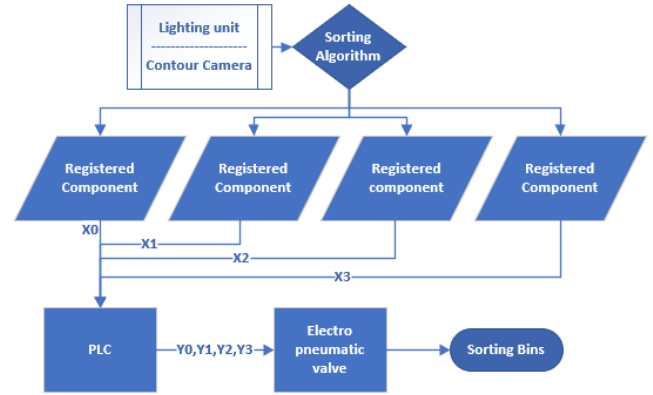 Lighting unit
Contour Camera
Sorting
Algorithm
Registered
Component
Registered
Component
Registered
component
Registered
Component
X0
X1
X2
X3
PLC
Y0,Y1,Y2,Y3
Electro
pneumatic
valve
Sorting Bins